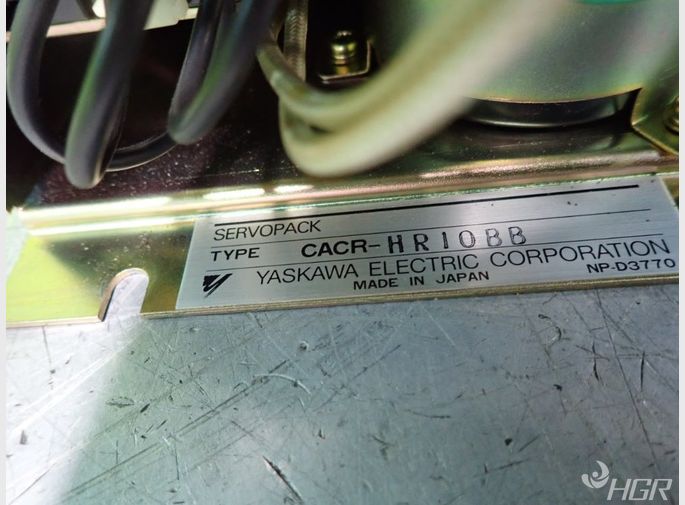 SERVOPACK
TYPE CACR-HR10BB
YASKAWA ELECTRIC CORPORATION
MADE IN JAPAN NP-D3770
HGR